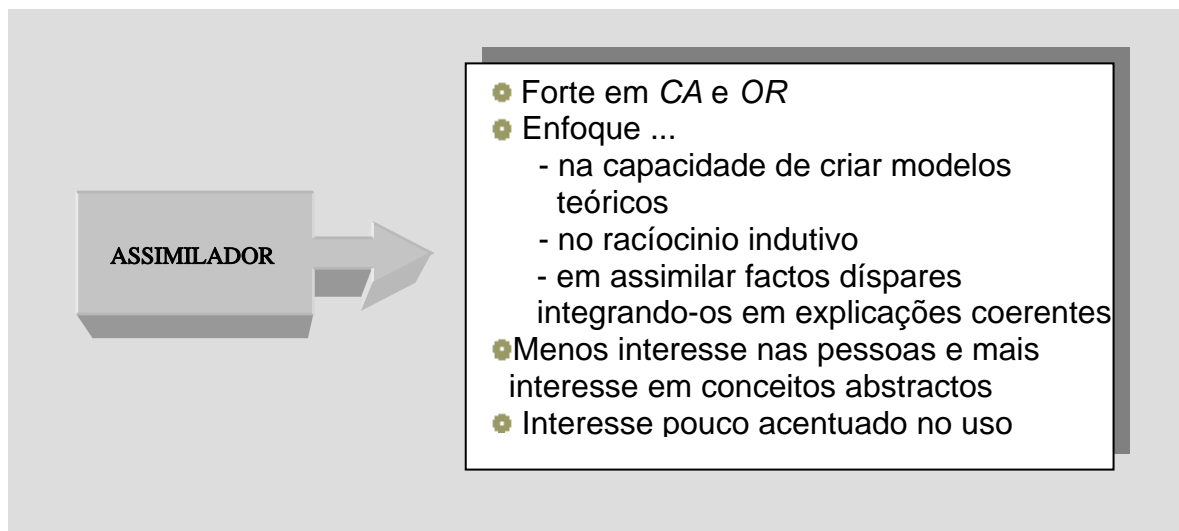 ASSIMILADOR
Forte em CA e OR
Enfoque ...
- na capacidade de criar modelos
teóricos
- no racíocinio indutivo
- em assimilar factos díspares
integrando-os em explicações coerentes
Menos interesse nas pessoas e mais
interesse em conceitos abstractos
Interesse pouco acentuado no uso